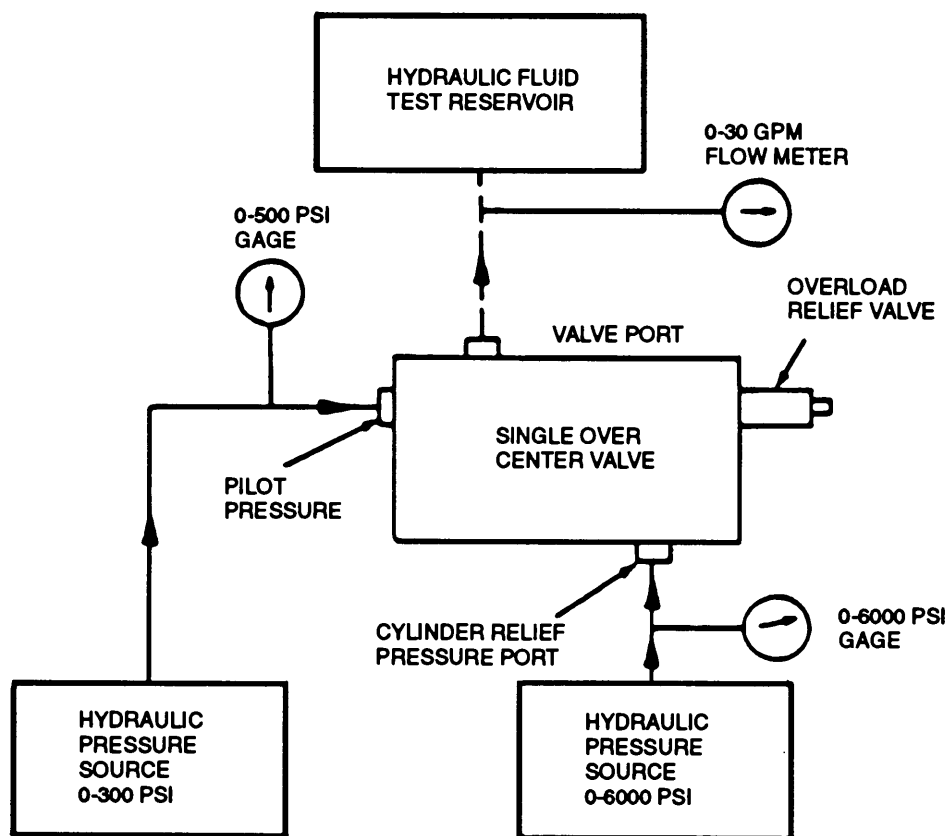 HYDRAULIC FLUID
TEST RESERVOIR
0-30 GPM
FLOW METER
0-500 PSI
GAGE
OVERLOAD
RELIEF VALVE
VALVE PORT
SINGLE OVER
CENTER VALVE
PILOT
PRESSURE
CYLINDER RELIEF
PRESSURE PORT
0-6000 PSI
GAGE
HYDRAULIC
PRESSURE
SOURCE
0-300 PSI
HYDRAULIC
PRESSURE
SOURCE
0-6000 PSI